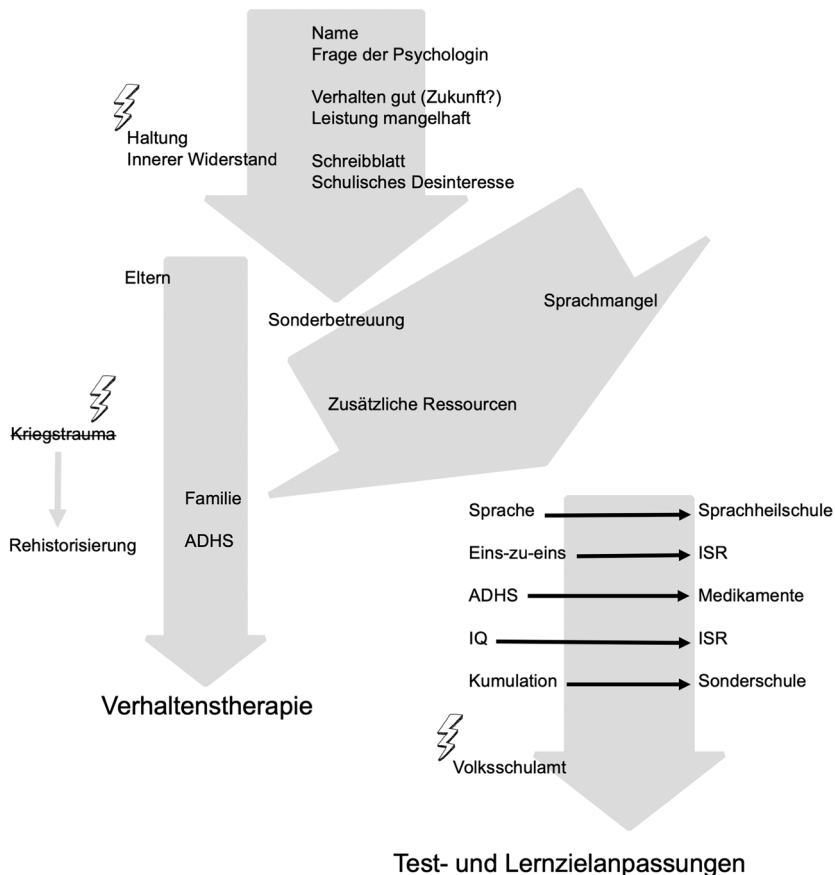 Name
Frage der Psychologin
Verhalten gut (Zukunft?)
Leistung mangelhaft
Haltung
Innerer Widerstand
Schreibblatt
Schulisches Desinteresse
Eltern
Sonderbetreuung
Sprachmangel
Zusätzliche Ressourcen
Kriegstrauma
Rehistorisierung
Familie
ADHS
Verhaltenstherapie
Sprache Sprachheilschule
Eins-zu-eins ISR
ADHS Medikamente
IQ ISR
Kumulation Sonderschule
Volksschulamt
Test- und Lernzielanpassungen